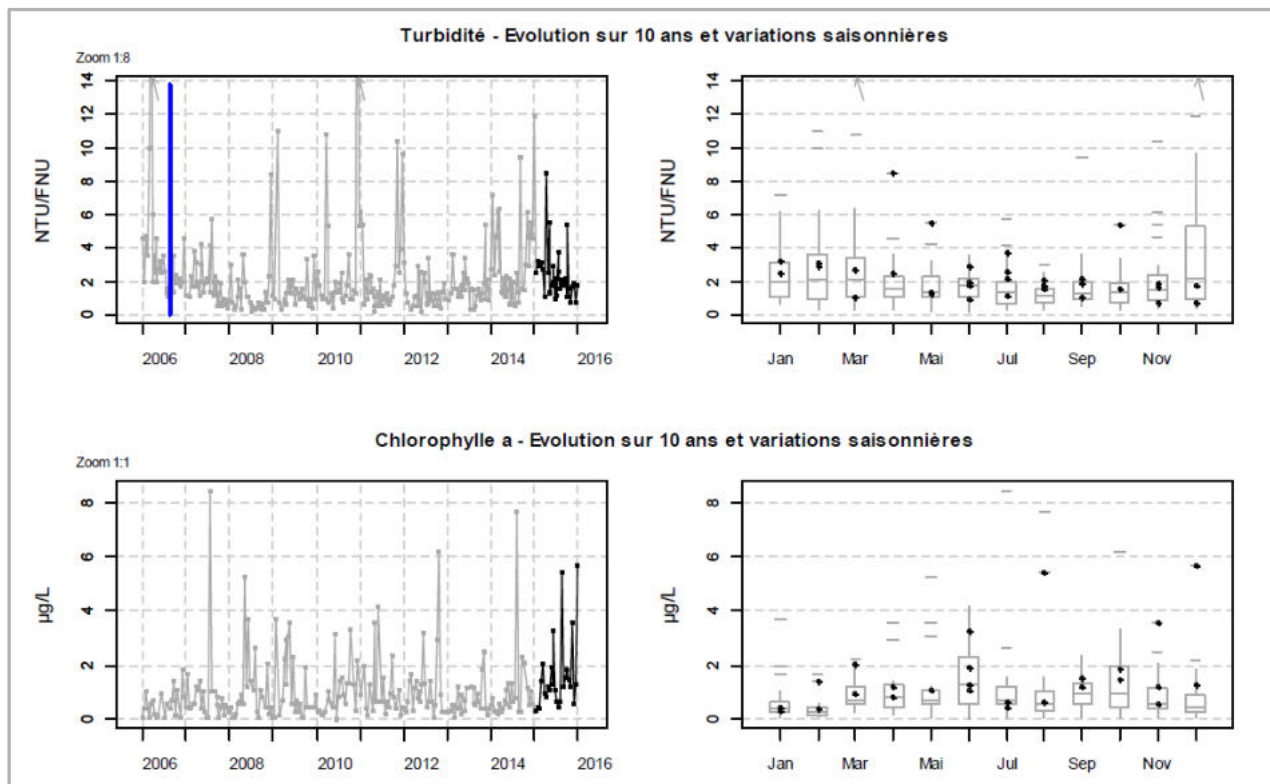 Turbidité - Evolution sur 10 ans et variations saisonnières
Zoom 1:8
NTU/FNU
14
12
10
8
6
4
2
0
2006 2008 2010 2012 2014 2016
NTU/FNU
14
12
10
8
6
4
2
0
Jan Mar Mai Jul Sep Nov
Chlorophylle a - Evolution sur 10 ans et variations saisonnières
Zoom 1:1
µg/L
8
6
4
2
0
2006 2008 2010 2012 2014 2016
µg/L
8
6
4
2
0
Jan Mar Mai Jul Sep Nov